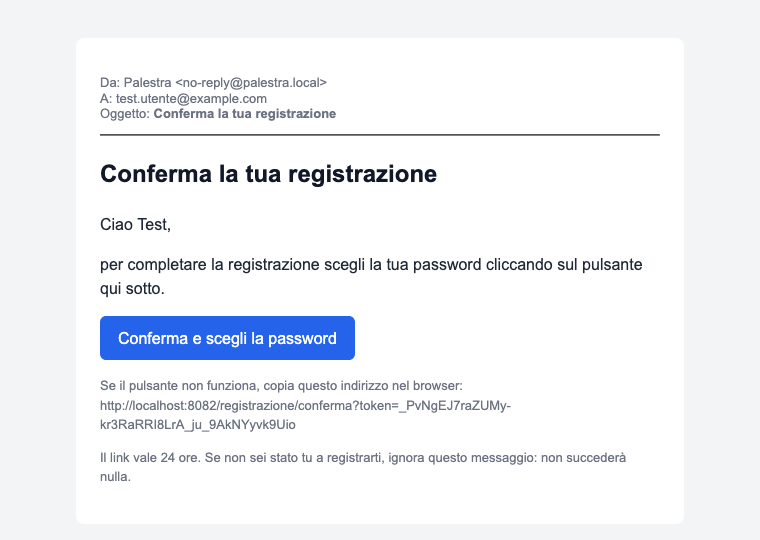 Da: Palestra <no-reply@palestra.local>
A: test.utente@example.com
Oggetto: Conferma la tua registrazione
Conferma la tua registrazione
Ciao Test,
per completare la registrazione scegli la tua password cliccando sul pulsante
qui sotto.
Conferma e scegli la password
Se il pulsante non funziona, copia questo indirizzo nel browser:
http://localhost:8082/registrazione/conferma?token=_PvNgEJ7raZUMy-
kr3RaRRI8LrA_ju_9AkNYyvk9Uio
Il link vale 24 ore. Se non sei stato tu a registrarti, ignora questo messaggio: non succederà
nulla.